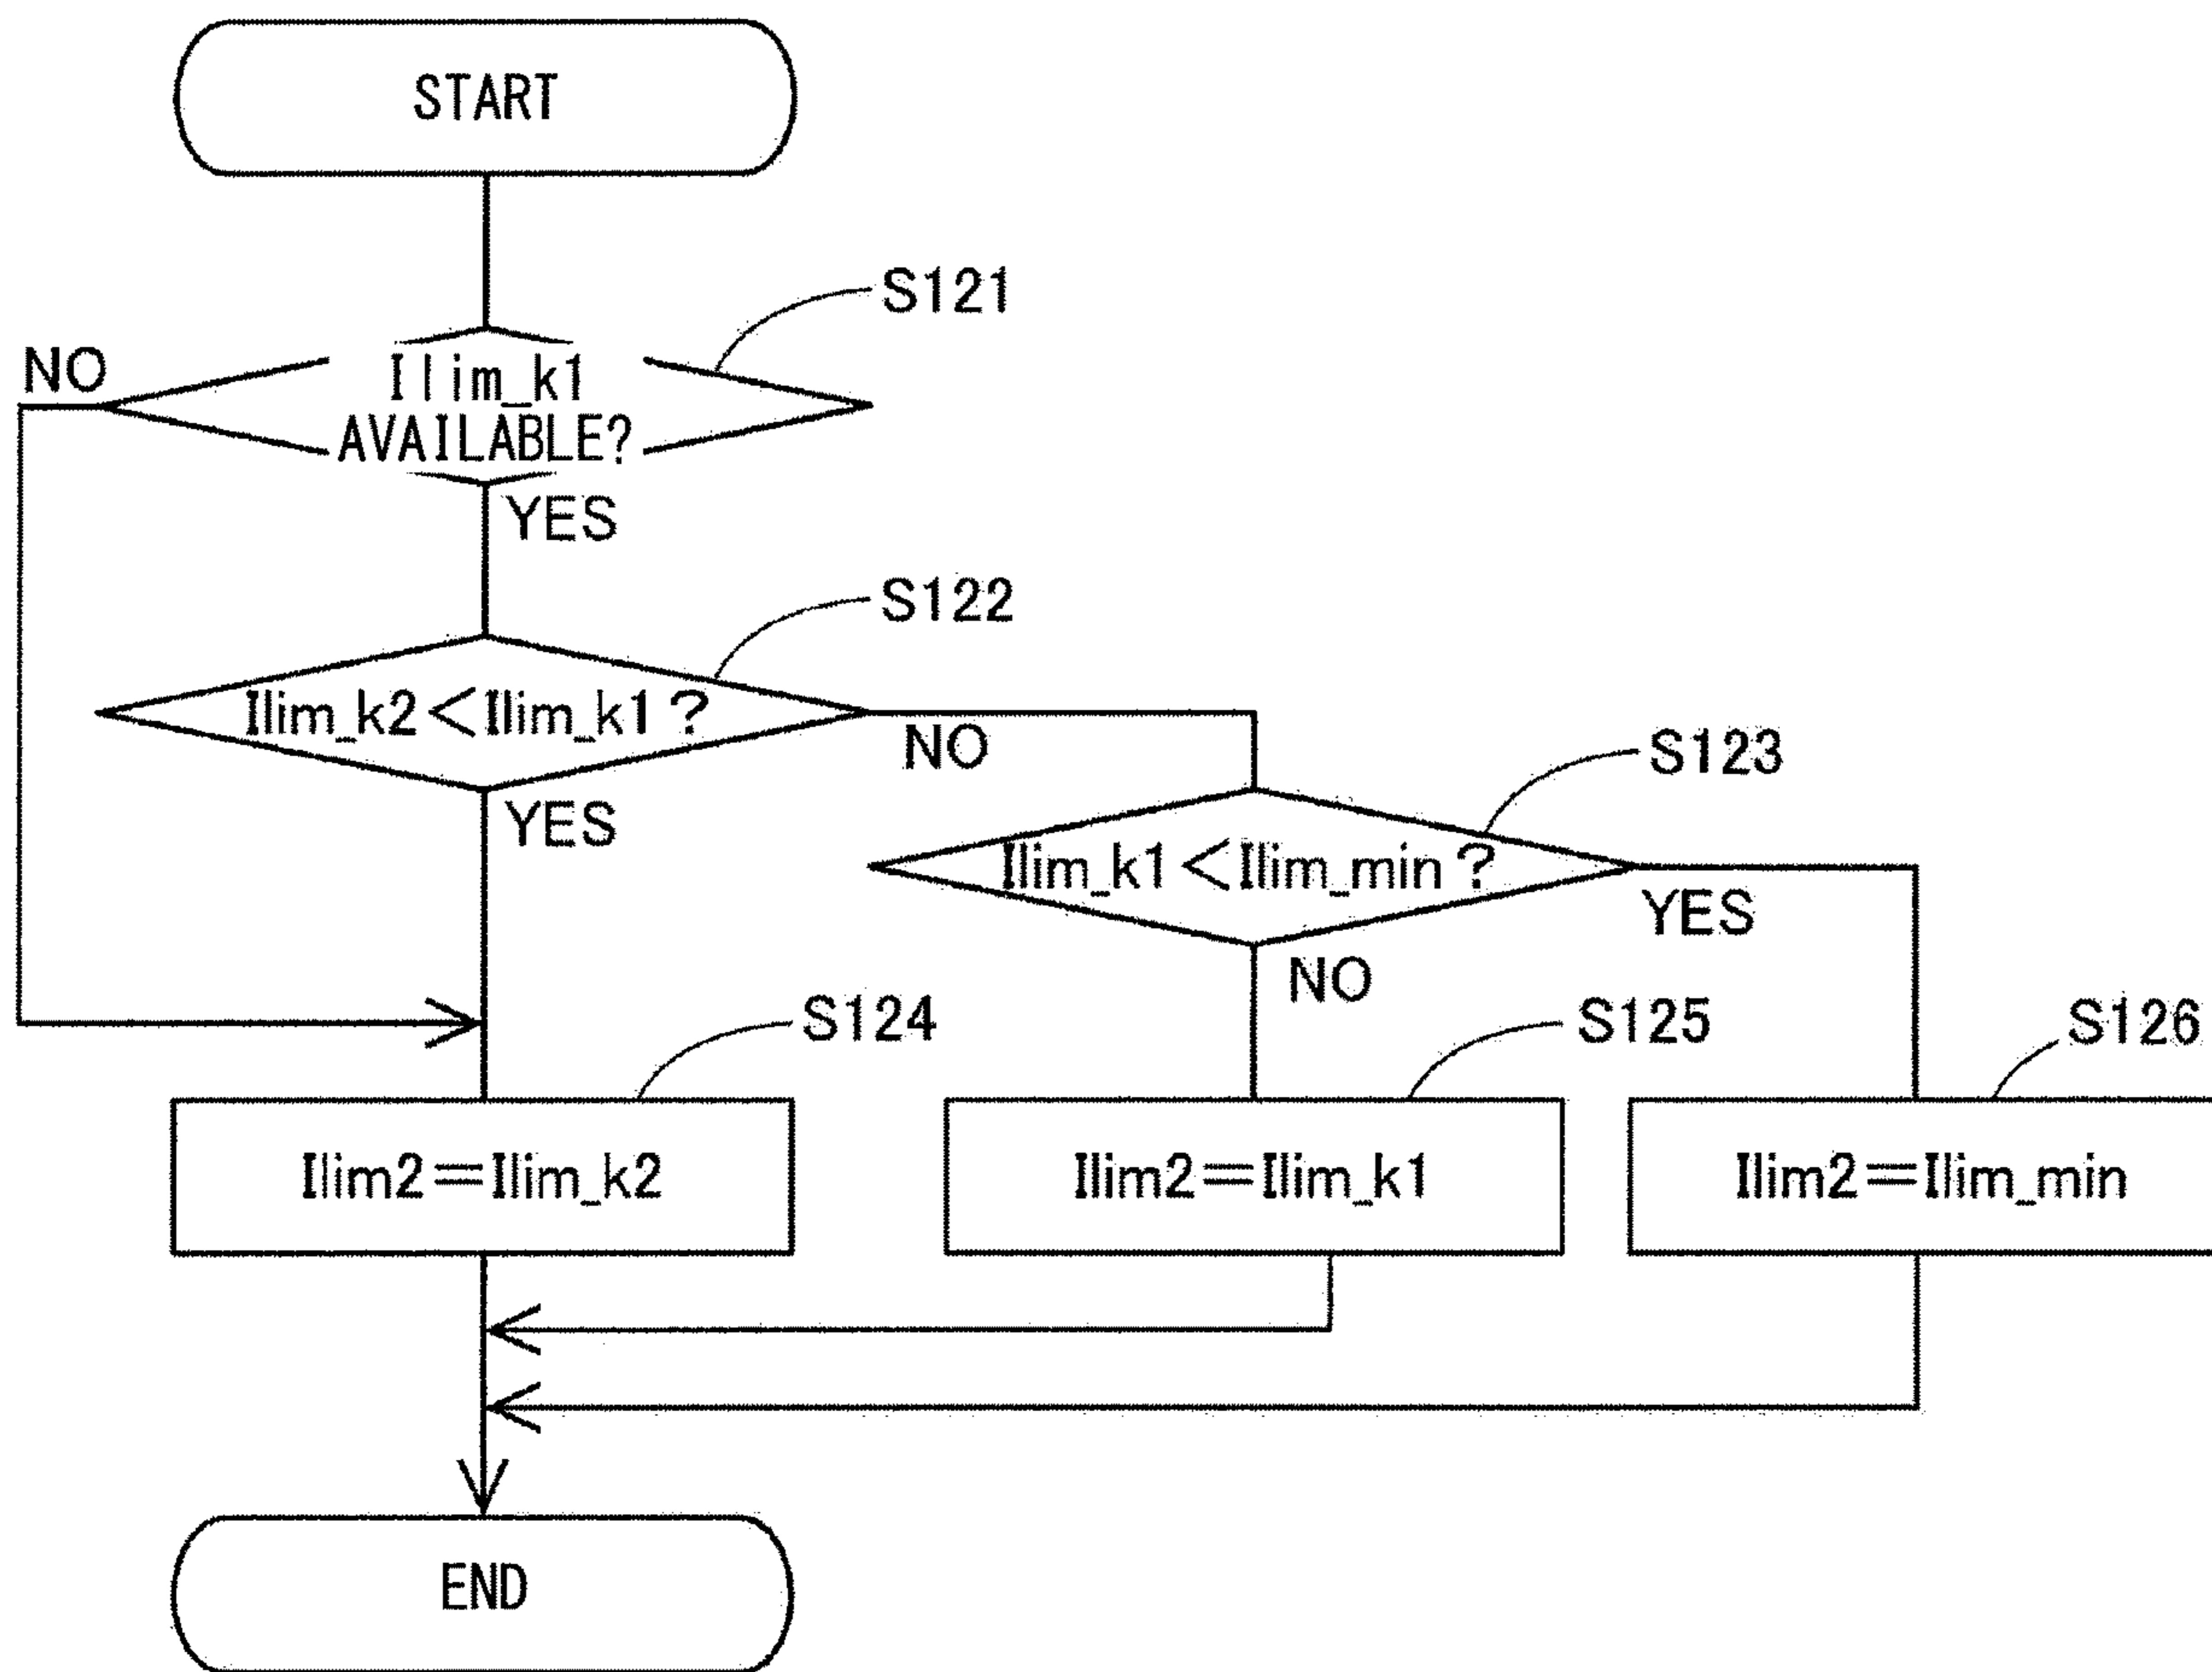 START
S121
NO
Ilim_k1
AVAILABLE?
YES
S122
Ilim_k2<Ilim_k1?
NO
YES
S123
Ilim_k1<Ilim_min?
YES
NO
S124
S125
S126
Ilim2=Ilim_k2
Ilim2=Ilim_k1
Ilim2=Ilim_min
END